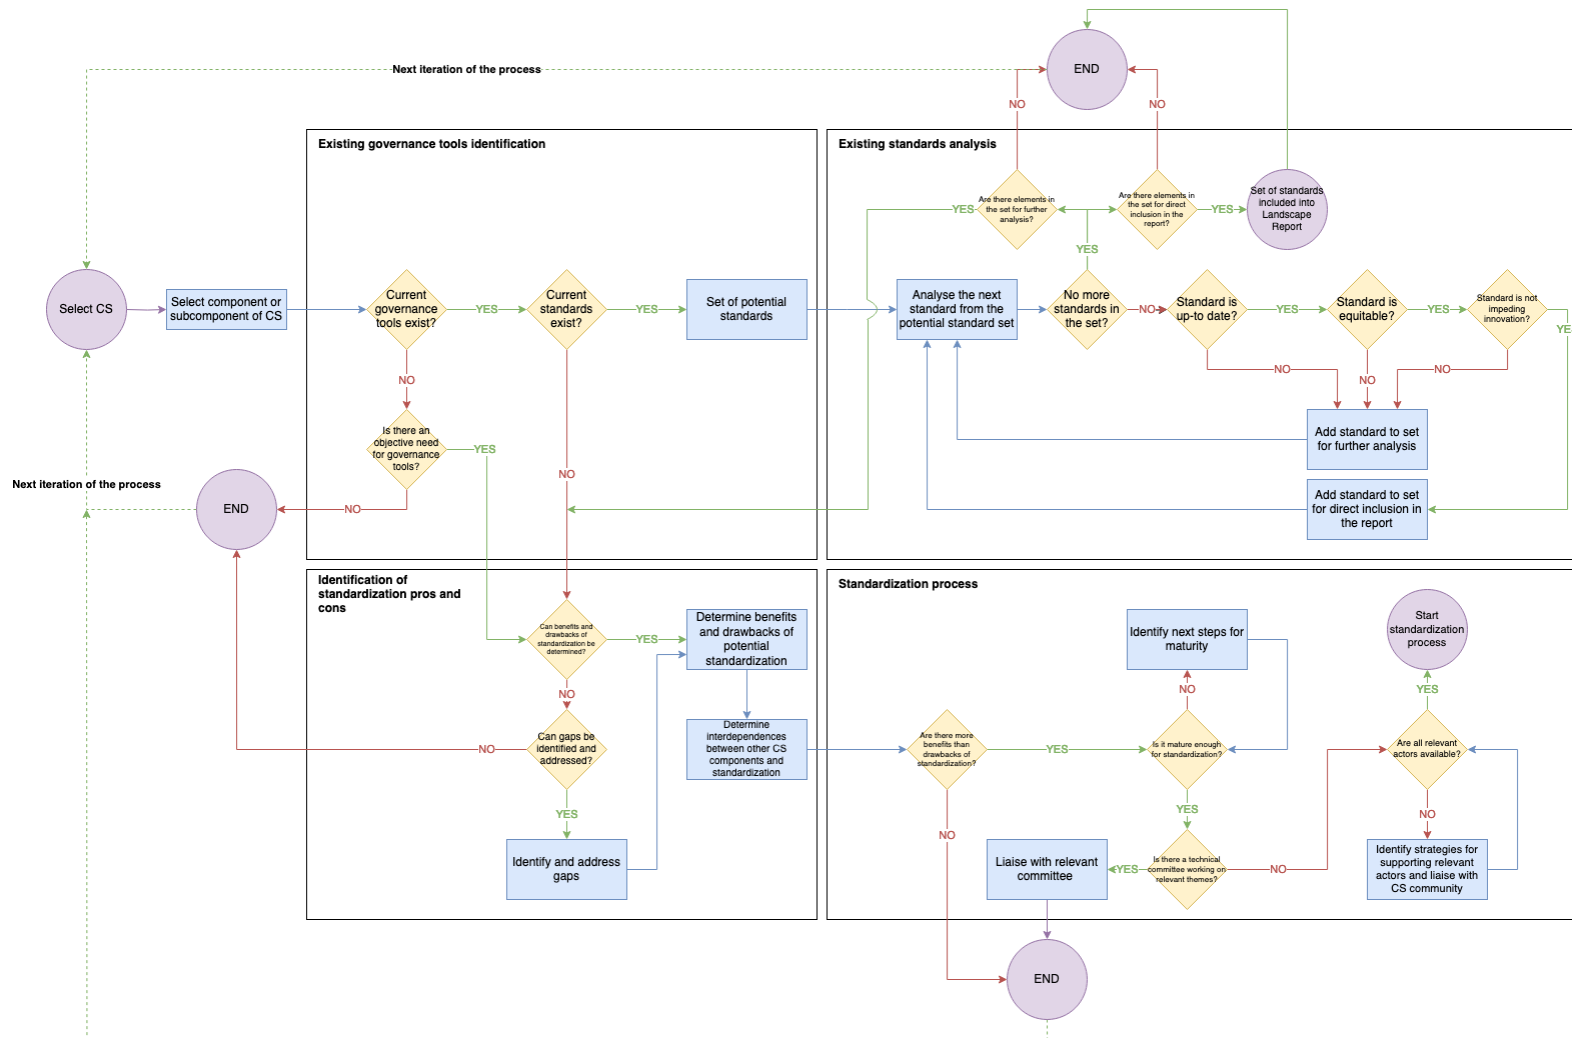 END
Next iteration of the process
NO
NO
Existing governance tools identification
Existing standards analysis
Are there elements in
the set for further
analysis?
YES
Are there elements in
the set for direct
inclusion in the
report?
YES
Set of standards
included into
Landscape
Report
YES
Select CS
Select component or
subcomponent of CS
Current
governance
tools exist?
YES
Current
standards
exist?
YES
Set of potential
standards
Analyse the next
standard from the
potential standard set
No more
standards in
the set?
NO
Standard is
up-to date?
YES
Standard is
equitable?
YES
Standard is not
impeding
innovation?
YE
NO
NO
NO
NO
Is there an
objective need
for governance
tools?
YES
NO
Add standard to set
for further analysis
Next iteration of the process
END
NO
Add standard to set
for direct inclusion in
the report
Identification of
standardization pros and
cons
Standardization process
Can benefits and
drawbacks of
standardization be
determined?
YES
Determine benefits
and drawbacks of
potential
standardization
Identify next steps for
maturity
Start
standardization
process
NO
NO
YES
Can gaps be
identified and
addressed?
NO
Determine
interdependences
between other CS
components and
standardization
Are there more
benefits than
drawbacks of
standardization?
YES
Is it mature enough
for standardization?
Are all relevant
actors available?
YES
YES
NO
NO
Identify and address
gaps
Liaise with relevant
committee
YES
Is there a technical
committee working on
relevant themes?
NO
Identify strategies for
supporting relevant
actors and liaise with
CS community
END